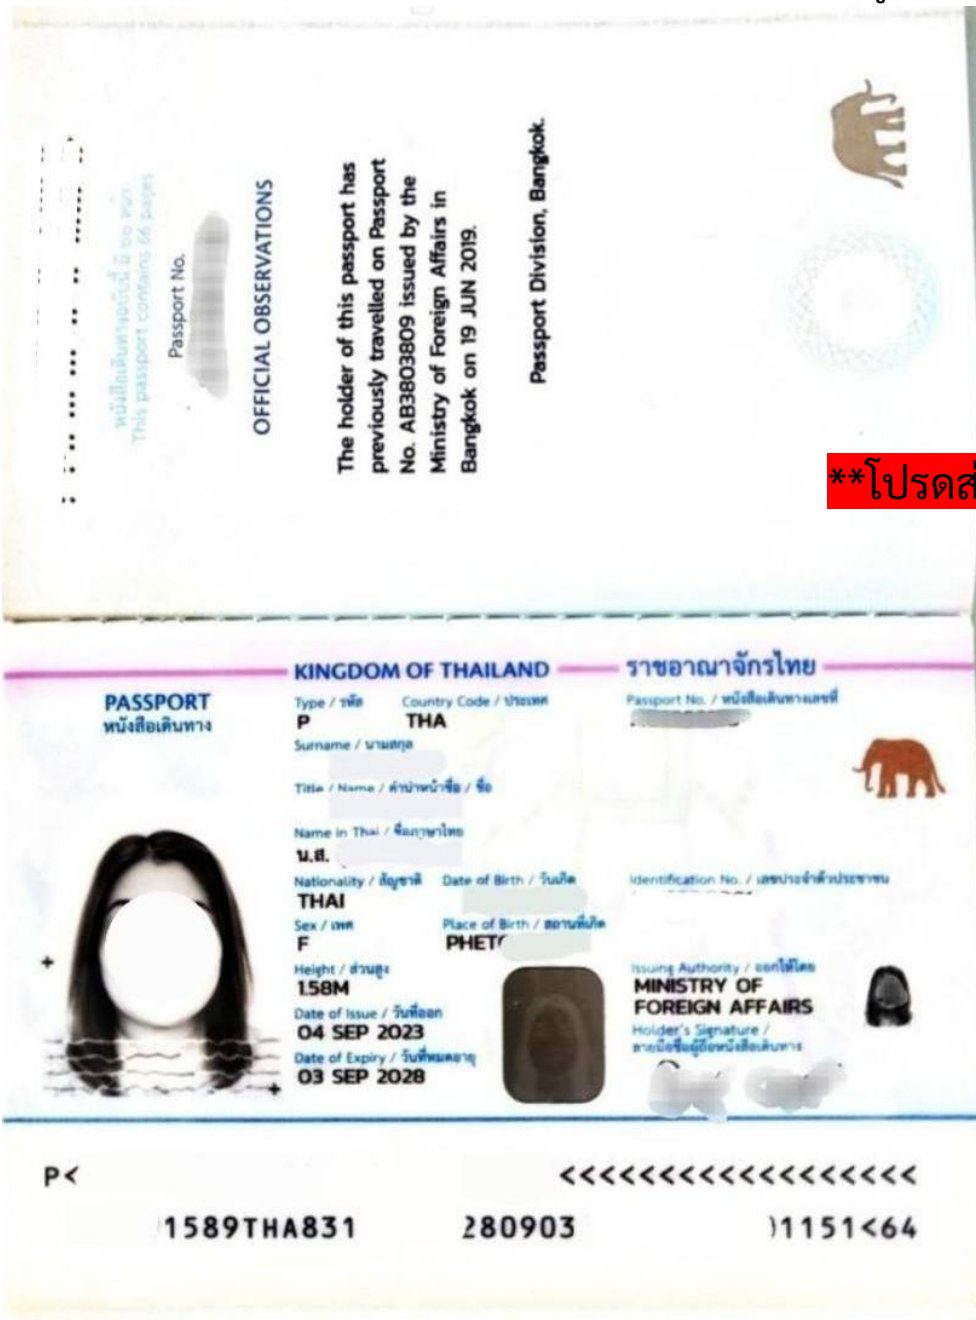 หนังสือเดินทางฉบับนี้ มี ๖๖ หน้า
This passport contains 66 pages
Passport No.
OFFICIAL OBSERVATIONS
The holder of this passport has
previously travelled on Passport
No. AB3803809 issued by the
Ministry of Foreign Affairs in
Bangkok on 19 JUN 2019.
Passport Division, Bangkok.
**โปรดส่
KINGDOM OF THAILAND ราชอาณาจักรไทย
PASSPORT
หนังสือเดินทาง
Type / รหัส Country Code / ประเทศ Passport No. / หนังสือเดินทางเลขที่
P THA
Surname / นามสกุล
Title / Name / คำนำหน้าชื่อ / ชื่อ
Name in Thai / ชื่อภาษาไทย
น.ส.
Nationality / สัญชาติ Date of Birth / วันเกิด Identification No. / เลขประจำตัวประชาชน
THAI
Sex / เพศ Place of Birth / สถานที่เกิด
F PHET
Height / ส่วนสูง Issuing Authority / ออกให้โดย
1.58M MINISTRY OF
FOREIGN AFFAIRS
Date of Issue / วันที่ออก Holder's Signature /
04 SEP 2023 ลายมือชื่อผู้ถือหนังสือเดินทาง
Date of Expiry / วันที่หมดอายุ
03 SEP 2028
P< <<<<<<<<<<<<<<<<<<<
1589THA831 280903 1151<64